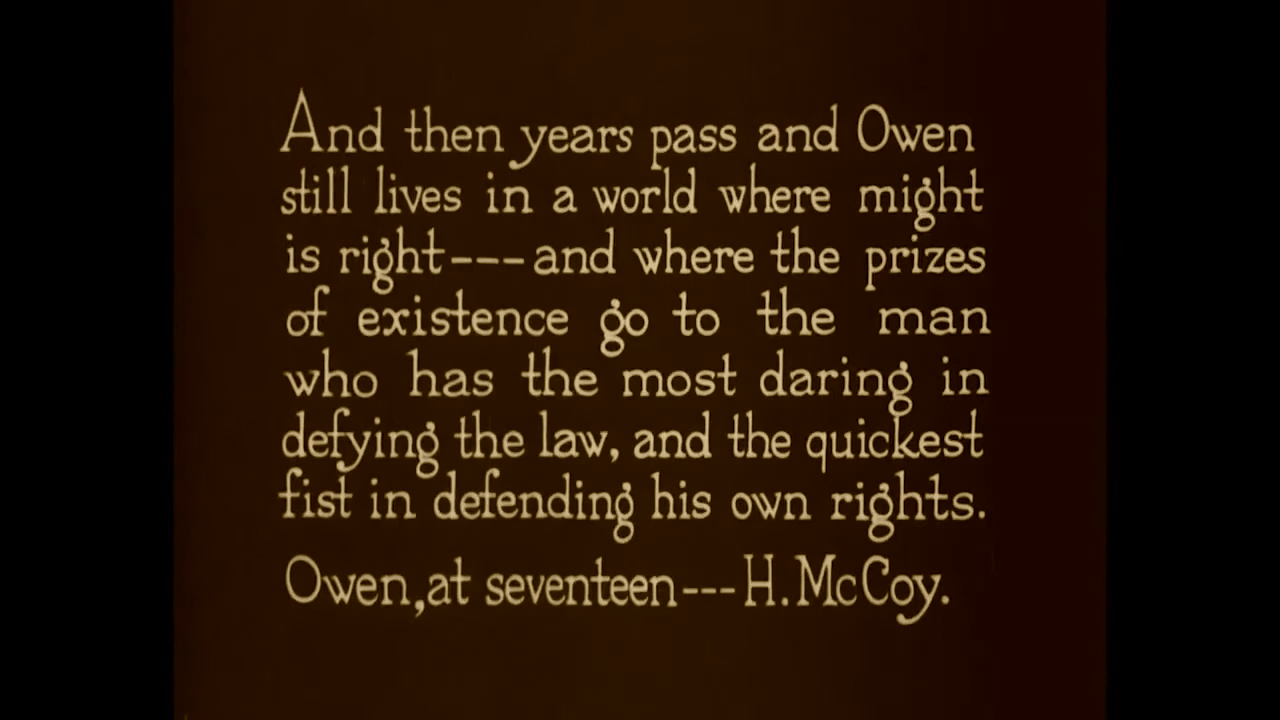 And then years pass and Owen
still lives in a world where might
is right---and where the prizes
of existence go to the man
who has the most daring in
defying the law, and the quickest
fist in defending his own rights.
Owen, at seventeen---H. McCoy.